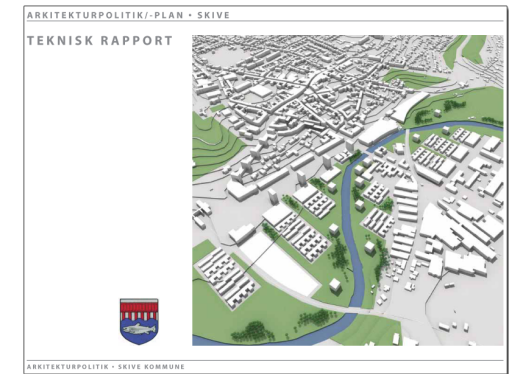 ARKITEKTURPOLITIK/-PLAN • SKIVE
TEKNISK RAPPORT
ARKITEKTURPOLITIK • SKIVE KOMMUNE